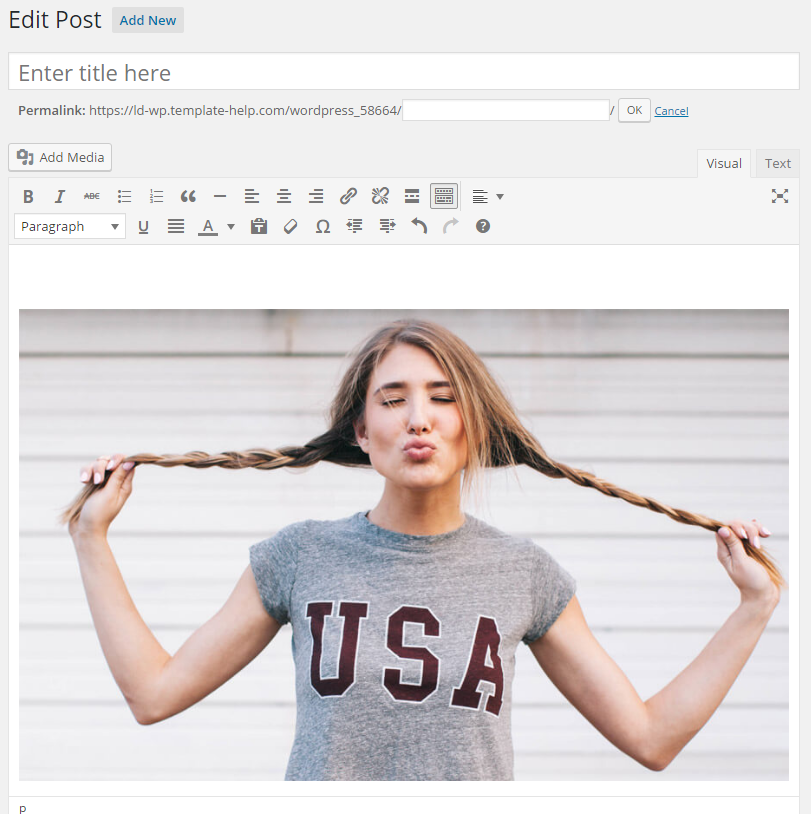 Edit Post Add New
Enter title here
Permalink: https://ld-wp.template-help.com/wordpress_58664/ / OK Cancel
Add Media
Visual Text
B I ABC
Paragraph U A Ω ?
USA
p